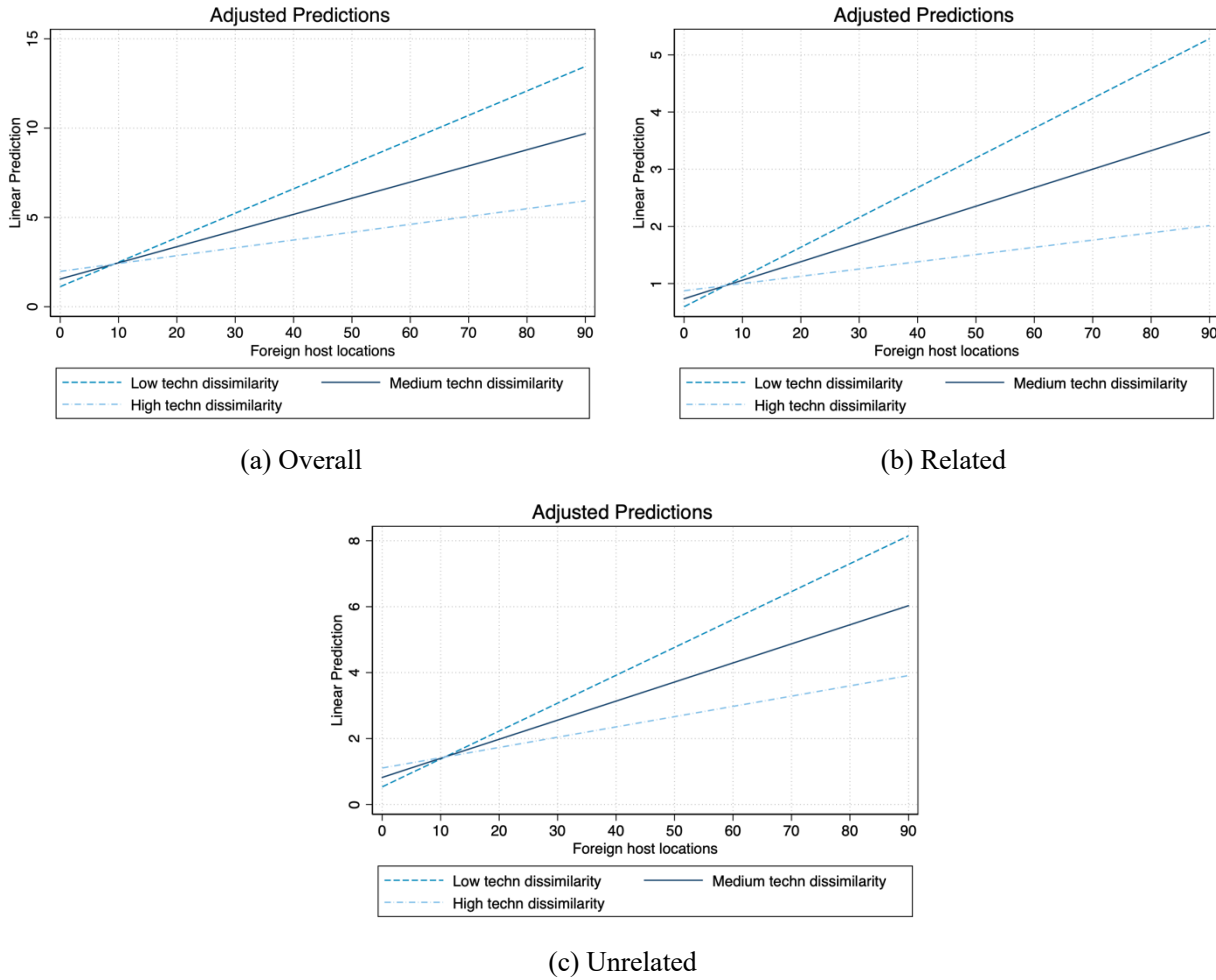 Adjusted Predictions
Linear Prediction
15
10
5
0
0 10 20 30 40 50 60 70 80 90
Foreign host locations
Low techn dissimilarity Medium techn dissimilarity
High techn dissimilarity
(a) Overall
Adjusted Predictions
Linear Prediction
5
4
3
2
1
0 10 20 30 40 50 60 70 80 90
Foreign host locations
Low techn dissimilarity Medium techn dissimilarity
High techn dissimilarity
(b) Related
Adjusted Predictions
Linear Prediction
8
6
4
2
0
0 10 20 30 40 50 60 70 80 90
Foreign host locations
Low techn dissimilarity Medium techn dissimilarity
High techn dissimilarity
(c) Unrelated